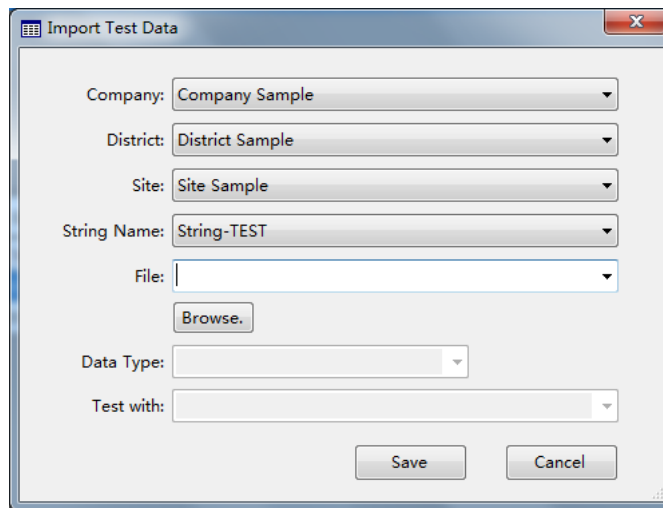 Import Test Data
Company: Company Sample
District: District Sample
Site: Site Sample
String Name: String-TEST
File:
Browse.
Data Type:
Test with:
Save Cancel